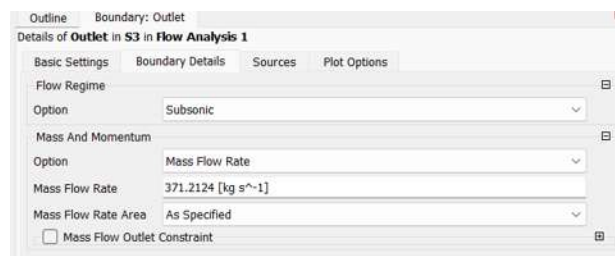 Outline Boundary: Outlet
Details of Outlet in S3 in Flow Analysis 1
Basic Settings Boundary Details Sources Plot Options
Flow Regime
Option Subsonic
Mass And Momentum
Option Mass Flow Rate
Mass Flow Rate 371.2124 [kg s^-1]
Mass Flow Rate Area As Specified
Mass Flow Outlet Constraint